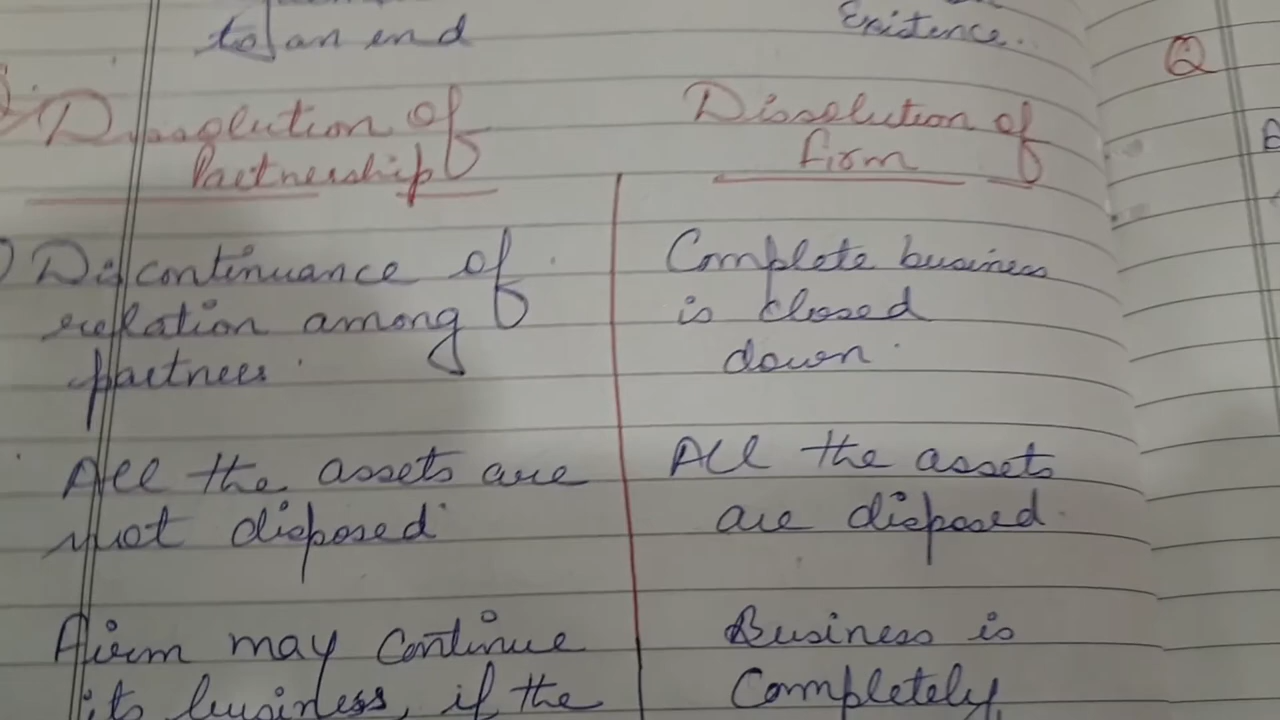 to an end
Existence.
Q
Dissolution of
Partnership
Dissolution of
firm
Discontinuance of
relation among
partners.
Complete business
is closed
down.
All the assets are
not disposed
All the assets
are disposed.
Firm may continue
its business, if the
Business is
Completely